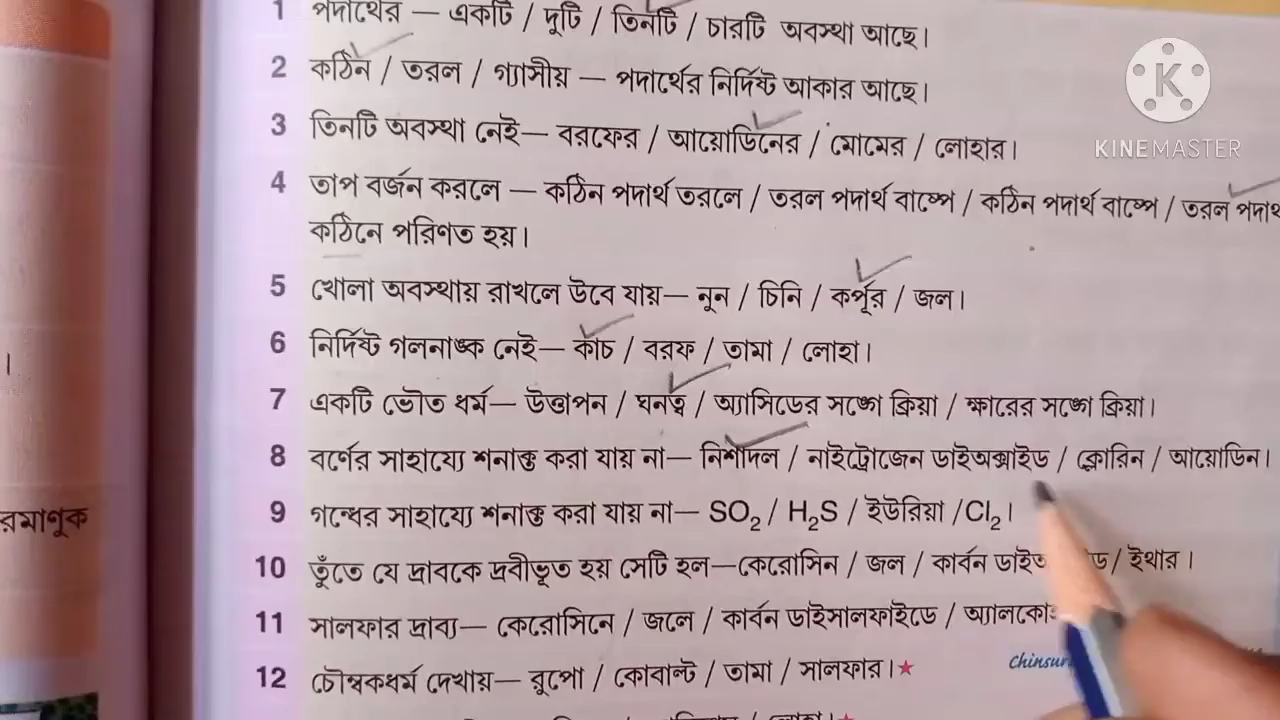 1 পদার্থের — একটি / দুটি / তিনটি / চারটি অবস্থা আছে।
2 কঠিন / তরল / গ্যাসীয় — পদার্থের নির্দিষ্ট আকার আছে।
K
3 তিনটি অবস্থা নেই— বরফের / আয়োডিনের / মোমের / লোহার।
KINEMASTER
4 তাপ বর্জন করলে — কঠিন পদার্থ তরলে / তরল পদার্থ বাষ্পে / কঠিন পদার্থ বাষ্পে / তরল
কঠিনে পরিণত হয়।
5 খোলা অবস্থায় রাখলে উবে যায়— নুন / চিনি / কর্পূর / জল।
6 নির্দিষ্ট গলনাঙ্ক নেই— কাঁচ / বরফ / তামা / লোহা।
7 একটি ভৌত ধর্ম— উত্তাপন / ঘনত্ব / অ্যাসিডের সঙ্গে ক্রিয়া / ক্ষারের সঙ্গে ক্রিয়া।
8 বর্ণের সাহায্যে শনাক্ত করা যায় না— নিশাদল / নাইট্রোজেন ডাইঅক্সাইড / ক্লোরিন / আয়োডিন।
9 গন্ধের সাহায্যে শনাক্ত করা যায় না— SO₂ / H₂S / ইউরিয়া /Cl₂।
10 তুঁতে যে দ্রাবকে দ্রবীভূত হয় সেটি হল—কেরোসিন / জল / কার্বন / ইথার।
11 সালফার দ্রাব্য— কেরোসিনে / জলে / কার্বন ডাইসালফাইডে /
12 চৌম্বকধর্ম দেখায়— রুপো / কোবাল্ট / তামা / সালফার।★